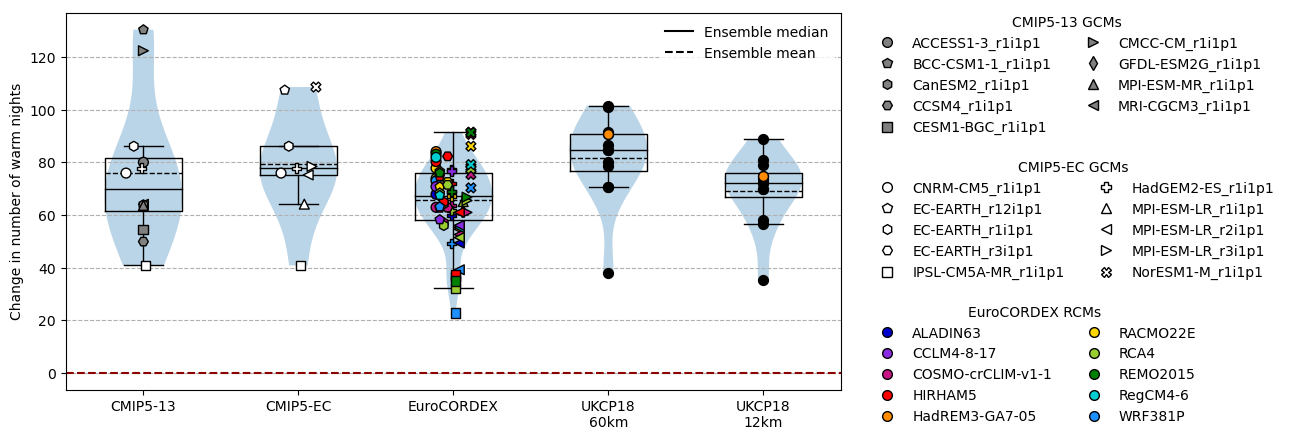 Change in number of warm nights
120
100
80
60
40
20
0
Ensemble median
Ensemble mean
CMIP5-13
CMIP5-EC
EuroCORDEX
UKCP18
60km
UKCP18
12km
CMIP5-13 GCMs
ACCESS1-3_r1i1p1
BCC-CSM1-1_r1i1p1
CanESM2_r1i1p1
CCSM4_r1i1p1
CESM1-BGC_r1i1p1
CMCC-CM_r1i1p1
GFDL-ESM2G_r1i1p1
MPI-ESM-MR_r1i1p1
MRI-CGCM3_r1i1p1
CMIP5-EC GCMs
CNRM-CM5_r1i1p1
EC-EARTH_r12i1p1
EC-EARTH_r1i1p1
EC-EARTH_r3i1p1
IPSL-CM5A-MR_r1i1p1
HadGEM2-ES_r1i1p1
MPI-ESM-LR_r1i1p1
MPI-ESM-LR_r2i1p1
MPI-ESM-LR_r3i1p1
NorESM1-M_r1i1p1
EuroCORDEX RCMs
ALADIN63
CCLM4-8-17
COSMO-crCLIM-v1-1
HIRHAM5
HadREM3-GA7-05
RACMO22E
RCA4
REMO2015
RegCM4-6
WRF381P